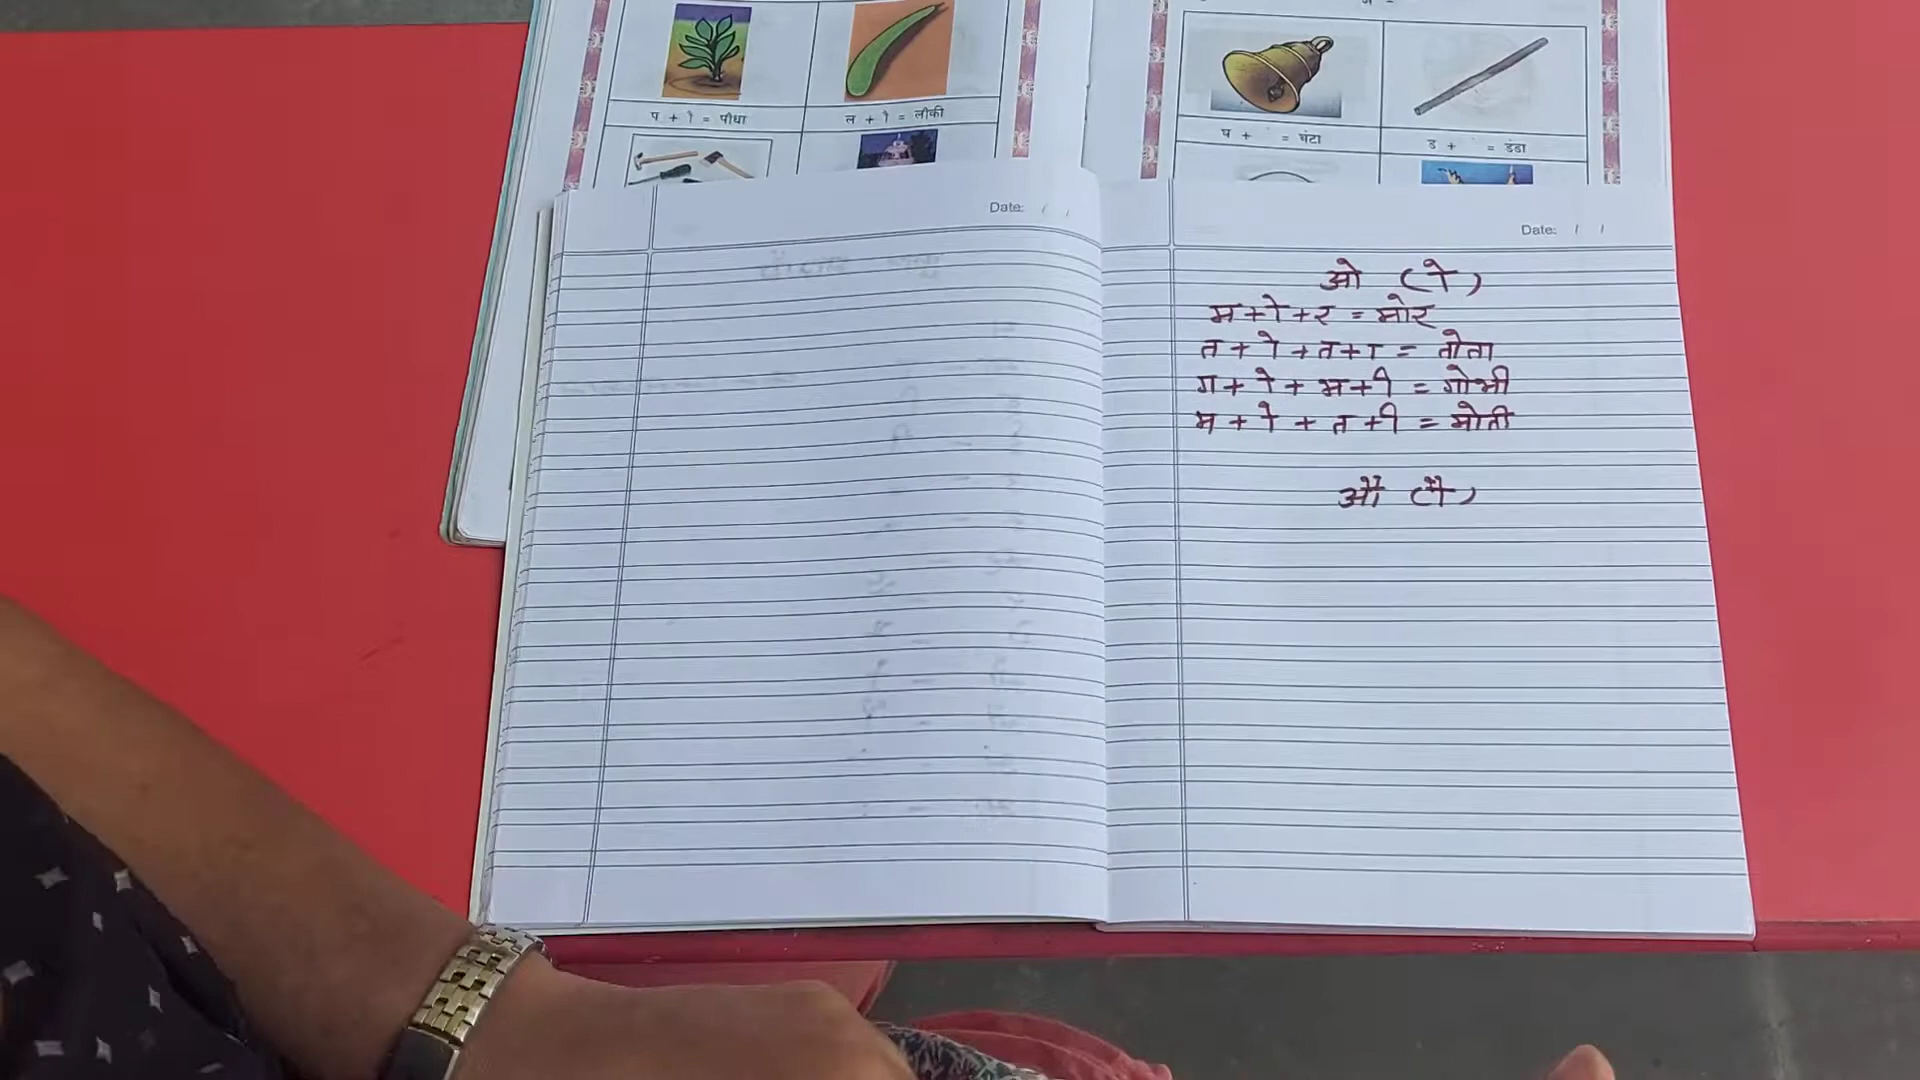 प + ौ = पौधा
ल + ौ = लौकी
घ + ं = घंटा
ड + ं = डंडा
Date: / /
Date: / /
ओ (ो)
म + ो + र = मोर
त + ो + त + ा = तोता
ग + ो + भ + ी = गोभी
म + ो + त + ी = मोती
औ (ौ)